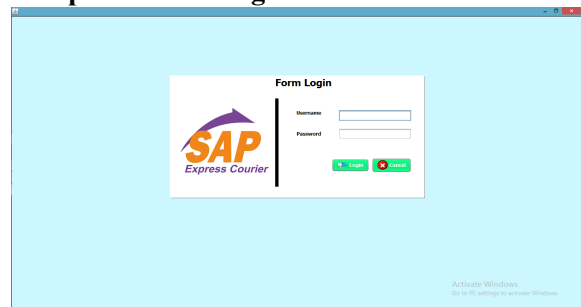 Form Login
Username
Password
SAP
Express Courier
Login
Cancel
Activate Windows
Go to PC settings to activate Windows.